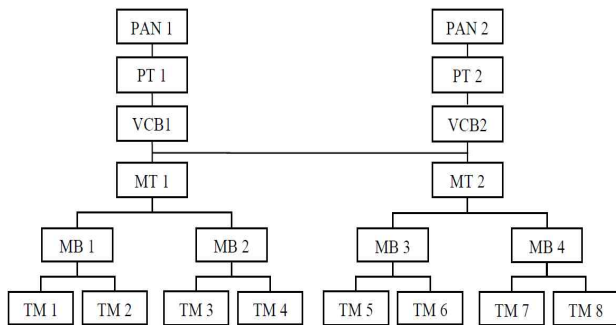 PAN 1 PAN 2
PT 1 PT 2
VCB1 VCB2
MT 1 MT 2
MB 1 MB 2 MB 3 MB 4
TM 1 TM 2 TM 3 TM 4 TM 5 TM 6 TM 7 TM 8